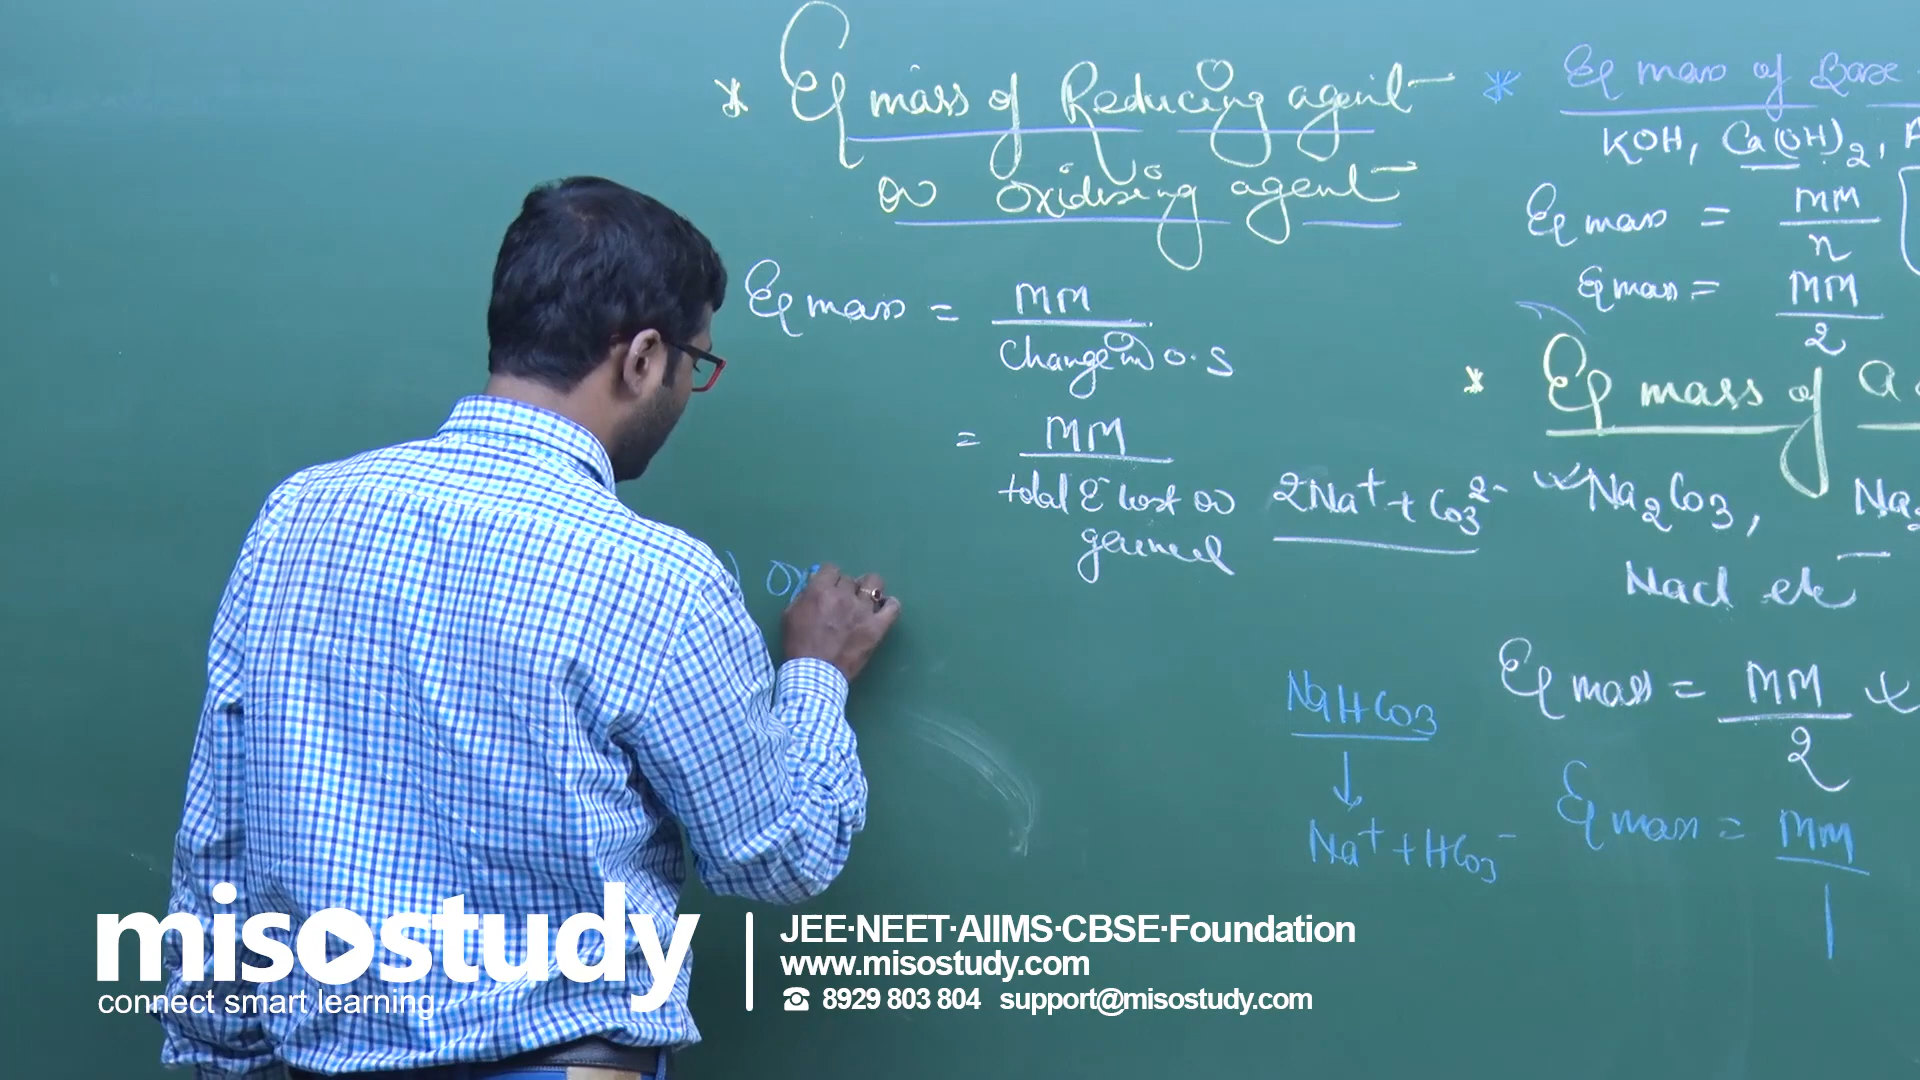 * Eq mass of Reducing agent
or oxidising agent
Eq mass = MM
Change in O.S
= MM
total e⁻ lost or
gained
) Ox
2Na⁺ + CO₃²⁻
NaHCO₃
↓
Na⁺ + HCO₃⁻
* Eq mass of Base
KOH, Ca(OH)₂, A
Eq mass = MM
n
Eq mass = MM
2
* Eq mass of a
Na₂CO₃, Na₂
NaCl etc
Eq mass = MM
2
Eq mass = MM
1
misostudy
connect smart learning
JEE·NEET·AIIMS·CBSE·Foundation
www.misostudy.com
☎ 8929 803 804 support@misostudy.com